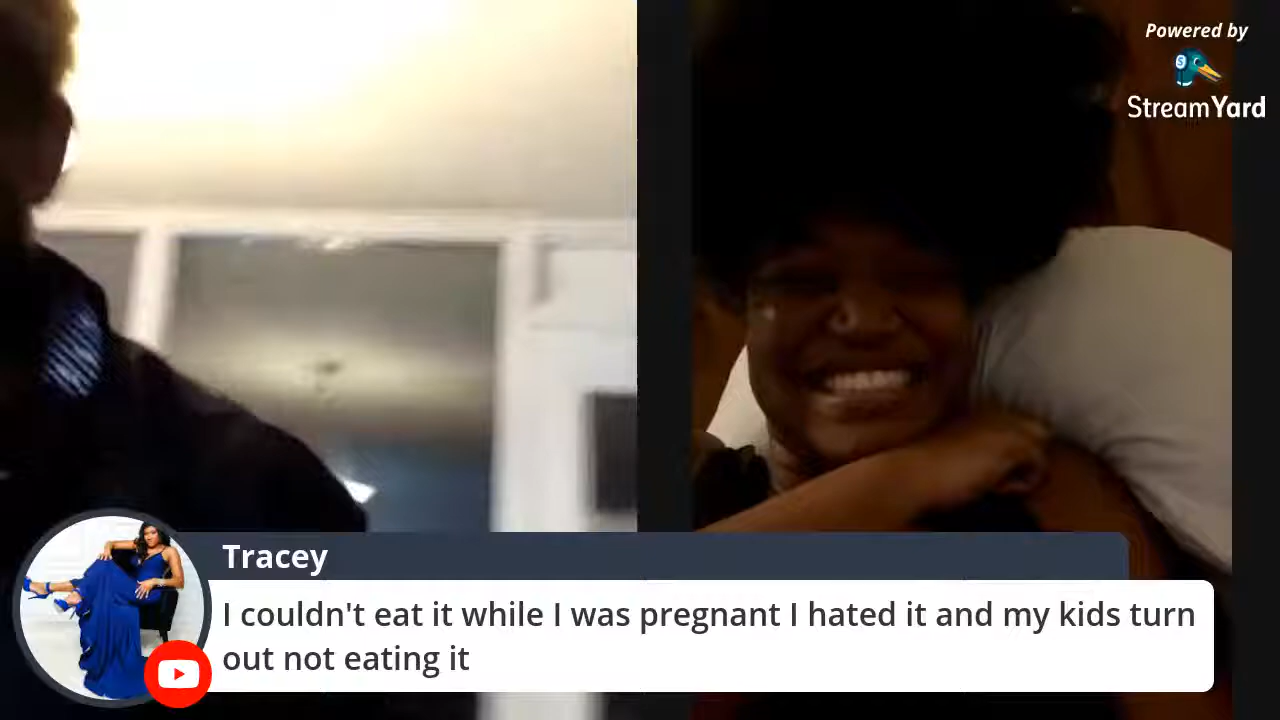 Powered by
StreamYard
Tracey
I couldn't eat it while I was pregnant I hated it and my kids turn
out not eating it